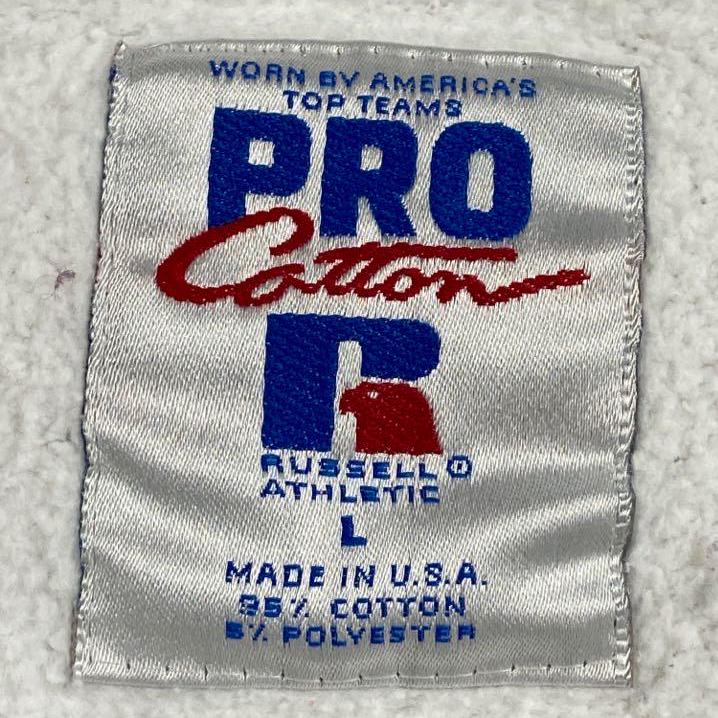 WORN BY AMERICA'S
TOP TEAMS
PRO
Cotton
R
RUSSELL ®
ATHLETIC
L
MADE IN U.S.A.
95% COTTON
5% POLYESTER